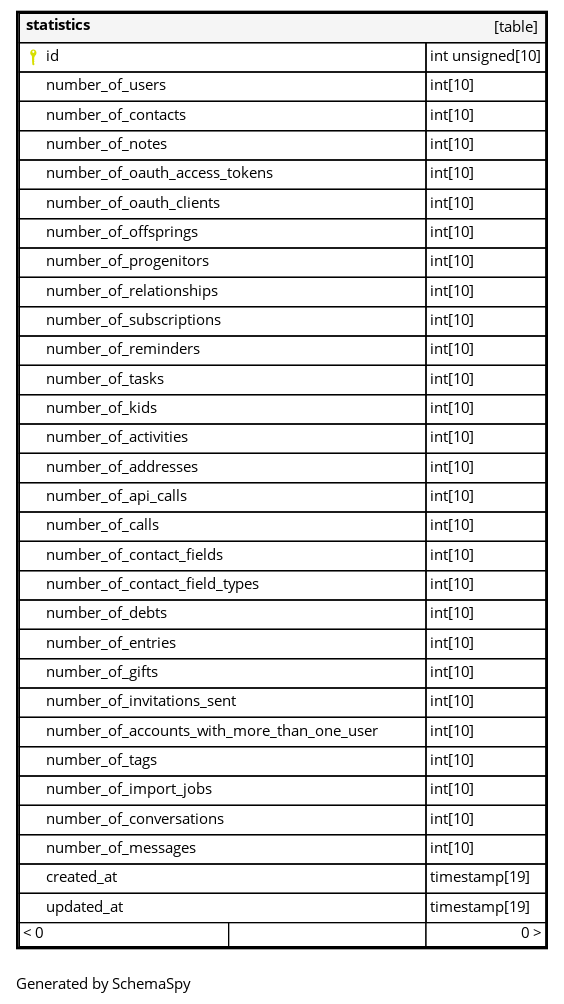 statistics [table]
id int unsigned[10]
number_of_users int[10]
number_of_contacts int[10]
number_of_notes int[10]
number_of_oauth_access_tokens int[10]
number_of_oauth_clients int[10]
number_of_offsprings int[10]
number_of_progenitors int[10]
number_of_relationships int[10]
number_of_subscriptions int[10]
number_of_reminders int[10]
number_of_tasks int[10]
number_of_kids int[10]
number_of_activities int[10]
number_of_addresses int[10]
number_of_api_calls int[10]
number_of_calls int[10]
number_of_contact_fields int[10]
number_of_contact_field_types int[10]
number_of_debts int[10]
number_of_entries int[10]
number_of_gifts int[10]
number_of_invitations_sent int[10]
number_of_accounts_with_more_than_one_user int[10]
number_of_tags int[10]
number_of_import_jobs int[10]
number_of_conversations int[10]
number_of_messages int[10]
created_at timestamp[19]
updated_at timestamp[19]
< 0 0 >
Generated by SchemaSpy